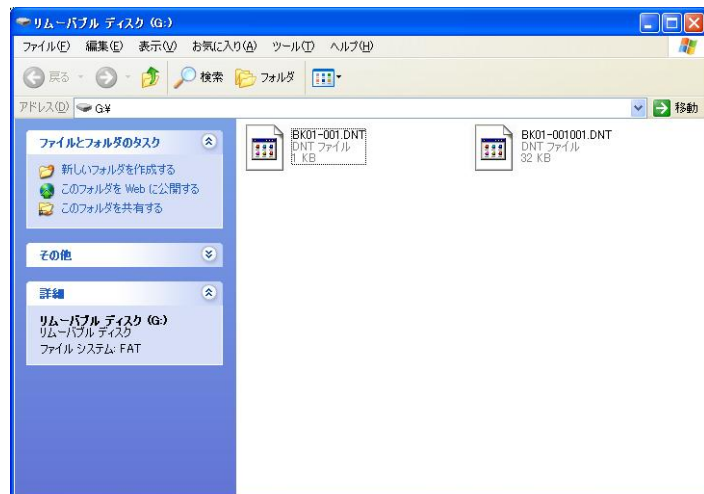 リムーバブル ディスク (G:)
ファイル(F) 編集(E) 表示(V) お気に入り(A) ツール(T) ヘルプ(H)
戻る 検索 フォルダ
アドレス(D) G:¥ 移動
ファイルとフォルダのタスク
新しいフォルダを作成する
このフォルダを Web に公開する
このフォルダを共有する
その他
詳細
リムーバブル ディスク (G:)
リムーバブル ディスク
ファイル システム: FAT
BK01-001.DNT
DNT ファイル
1 KB
BK01-001001.DNT
DNT ファイル
32 KB